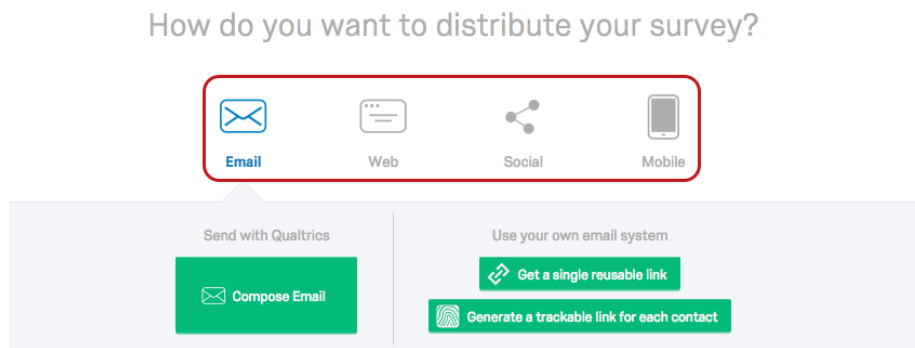 How do you want to distribute your survey?
Email Web Social Mobile
Send with Qualtrics
Compose Email
Use your own email system
Get a single reusable link
Generate a trackable link for each contact